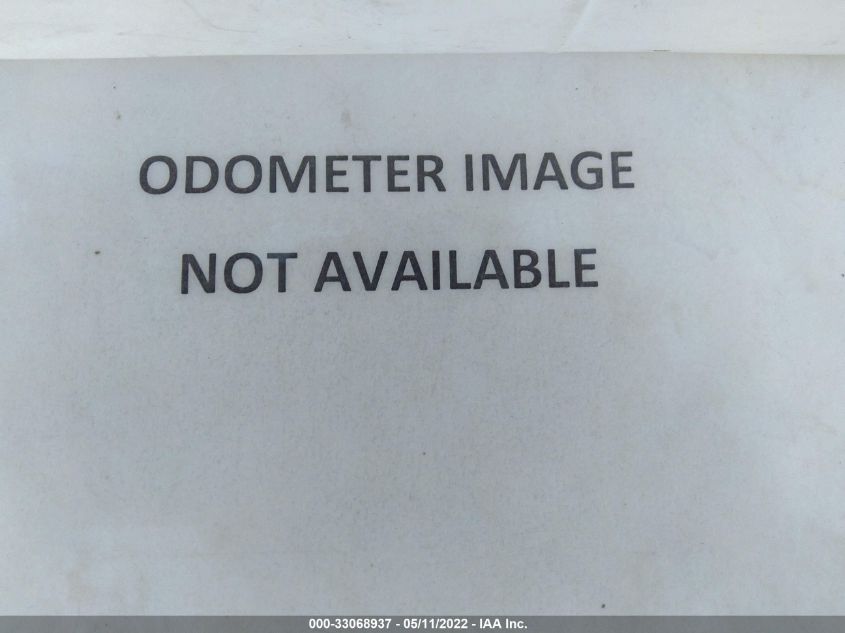 ODOMETER IMAGE
NOT AVAILABLE
000-33068937 - 05/11/2022 - IAA Inc.